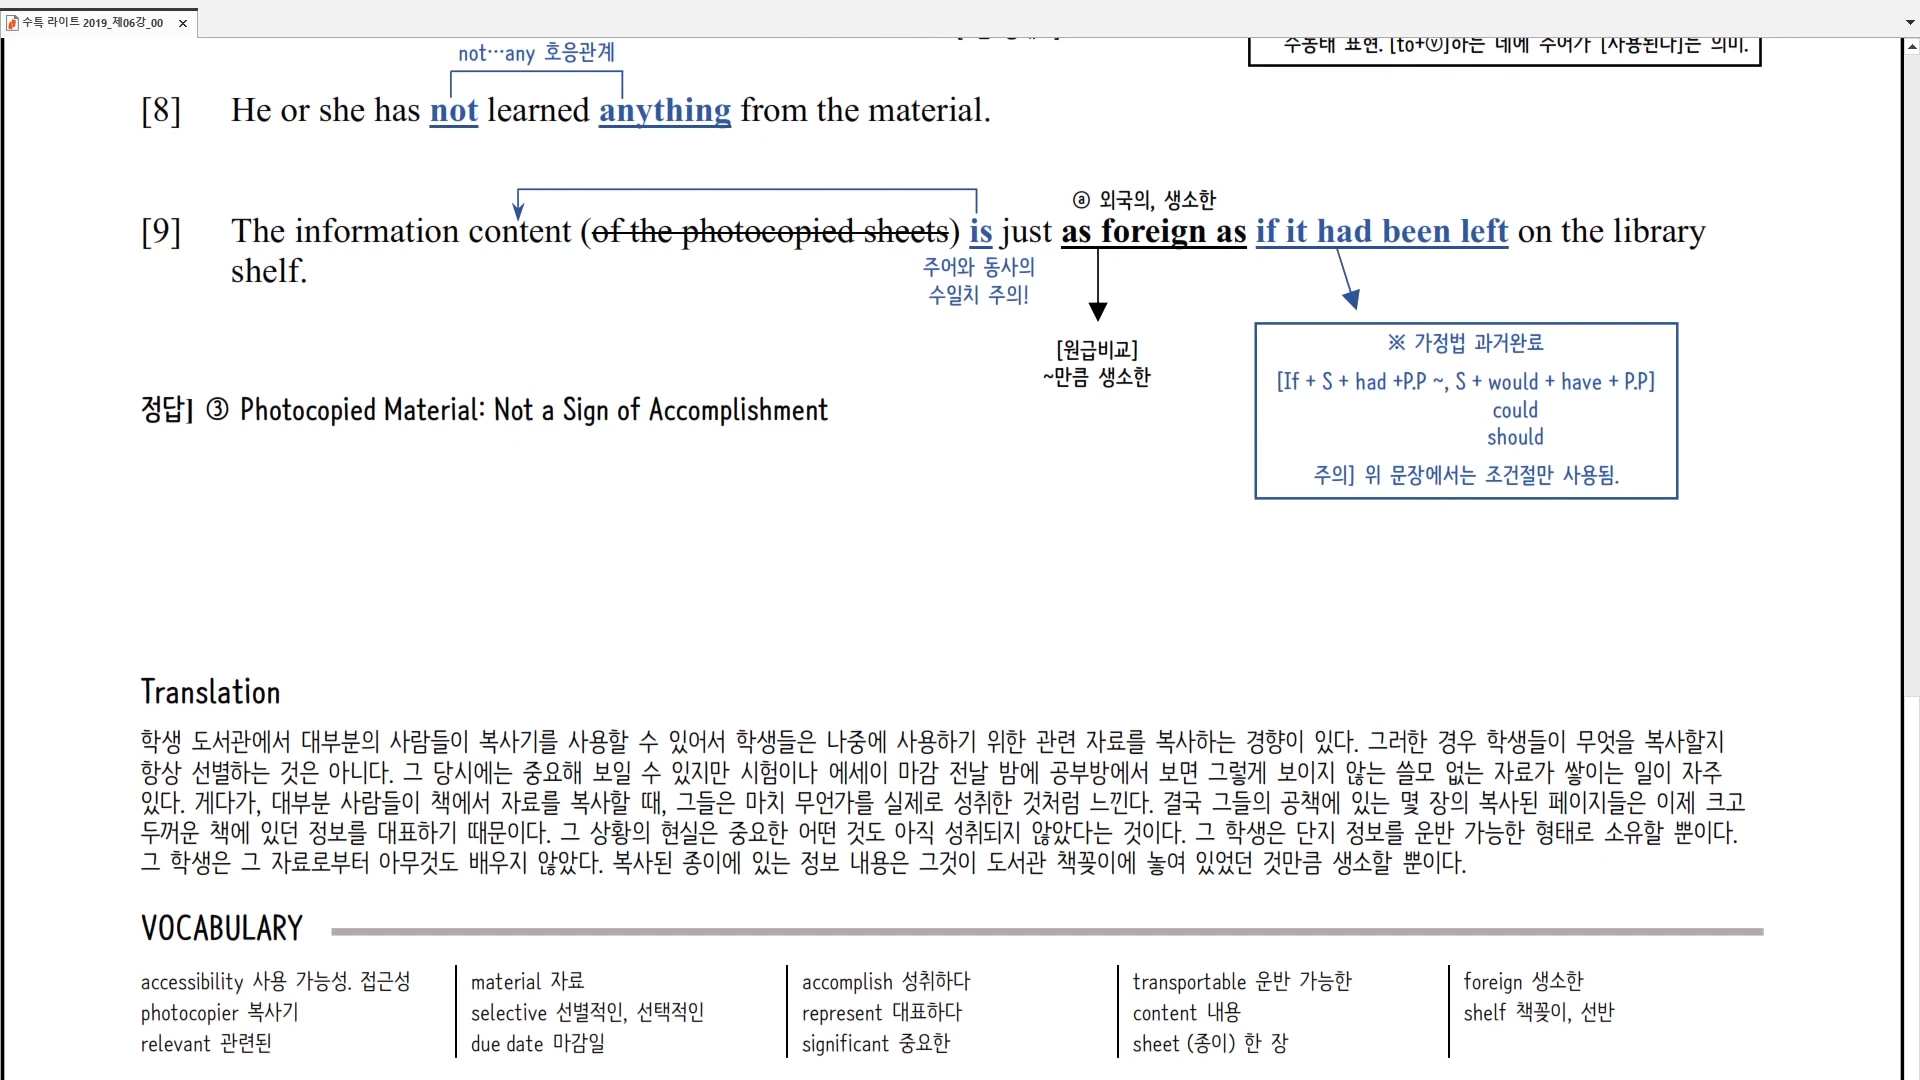 수특 라이트 2019_제06강_00
수동태 표현. [to+ⓥ]하는 데에 주어가 [사용된다]는 의미.
not…any 호응관계
[8] He or she has not learned anything from the material.
ⓐ 외국의, 생소한
[9] The information content (of the photocopied sheets) is just as foreign as if it had been left on the library
shelf.
주어와 동사의
수일치 주의!
[원급비교]
~만큼 생소한
※ 가정법 과거완료
[If + S + had +P.P ~, S + would + have + P.P]
could
should
주의] 위 문장에서는 조건절만 사용됨.
정답] ③ Photocopied Material: Not a Sign of Accomplishment
Translation
학생 도서관에서 대부분의 사람들이 복사기를 사용할 수 있어서 학생들은 나중에 사용하기 위한 관련 자료를 복사하는 경향이 있다. 그러한 경우 학생들이 무엇을 복사할지
항상 선별하는 것은 아니다. 그 당시에는 중요해 보일 수 있지만 시험이나 에세이 마감 전날 밤에 공부방에서 보면 그렇게 보이지 않는 쓸모 없는 자료가 쌓이는 일이 자주
있다. 게다가, 대부분 사람들이 책에서 자료를 복사할 때, 그들은 마치 무언가를 실제로 성취한 것처럼 느낀다. 결국 그들의 공책에 있는 몇 장의 복사된 페이지들은 이제 크고
두꺼운 책에 있던 정보를 대표하기 때문이다. 그 상황의 현실은 중요한 어떤 것도 아직 성취되지 않았다는 것이다. 그 학생은 단지 정보를 운반 가능한 형태로 소유할 뿐이다.
그 학생은 그 자료로부터 아무것도 배우지 않았다. 복사된 종이에 있는 정보 내용은 그것이 도서관 책꽂이에 놓여 있었던 것만큼 생소할 뿐이다.
VOCABULARY
accessibility 사용 가능성. 접근성
photocopier 복사기
relevant 관련된
material 자료
selective 선별적인, 선택적인
due date 마감일
accomplish 성취하다
represent 대표하다
significant 중요한
transportable 운반 가능한
content 내용
sheet (종이) 한 장
foreign 생소한
shelf 책꽂이, 선반